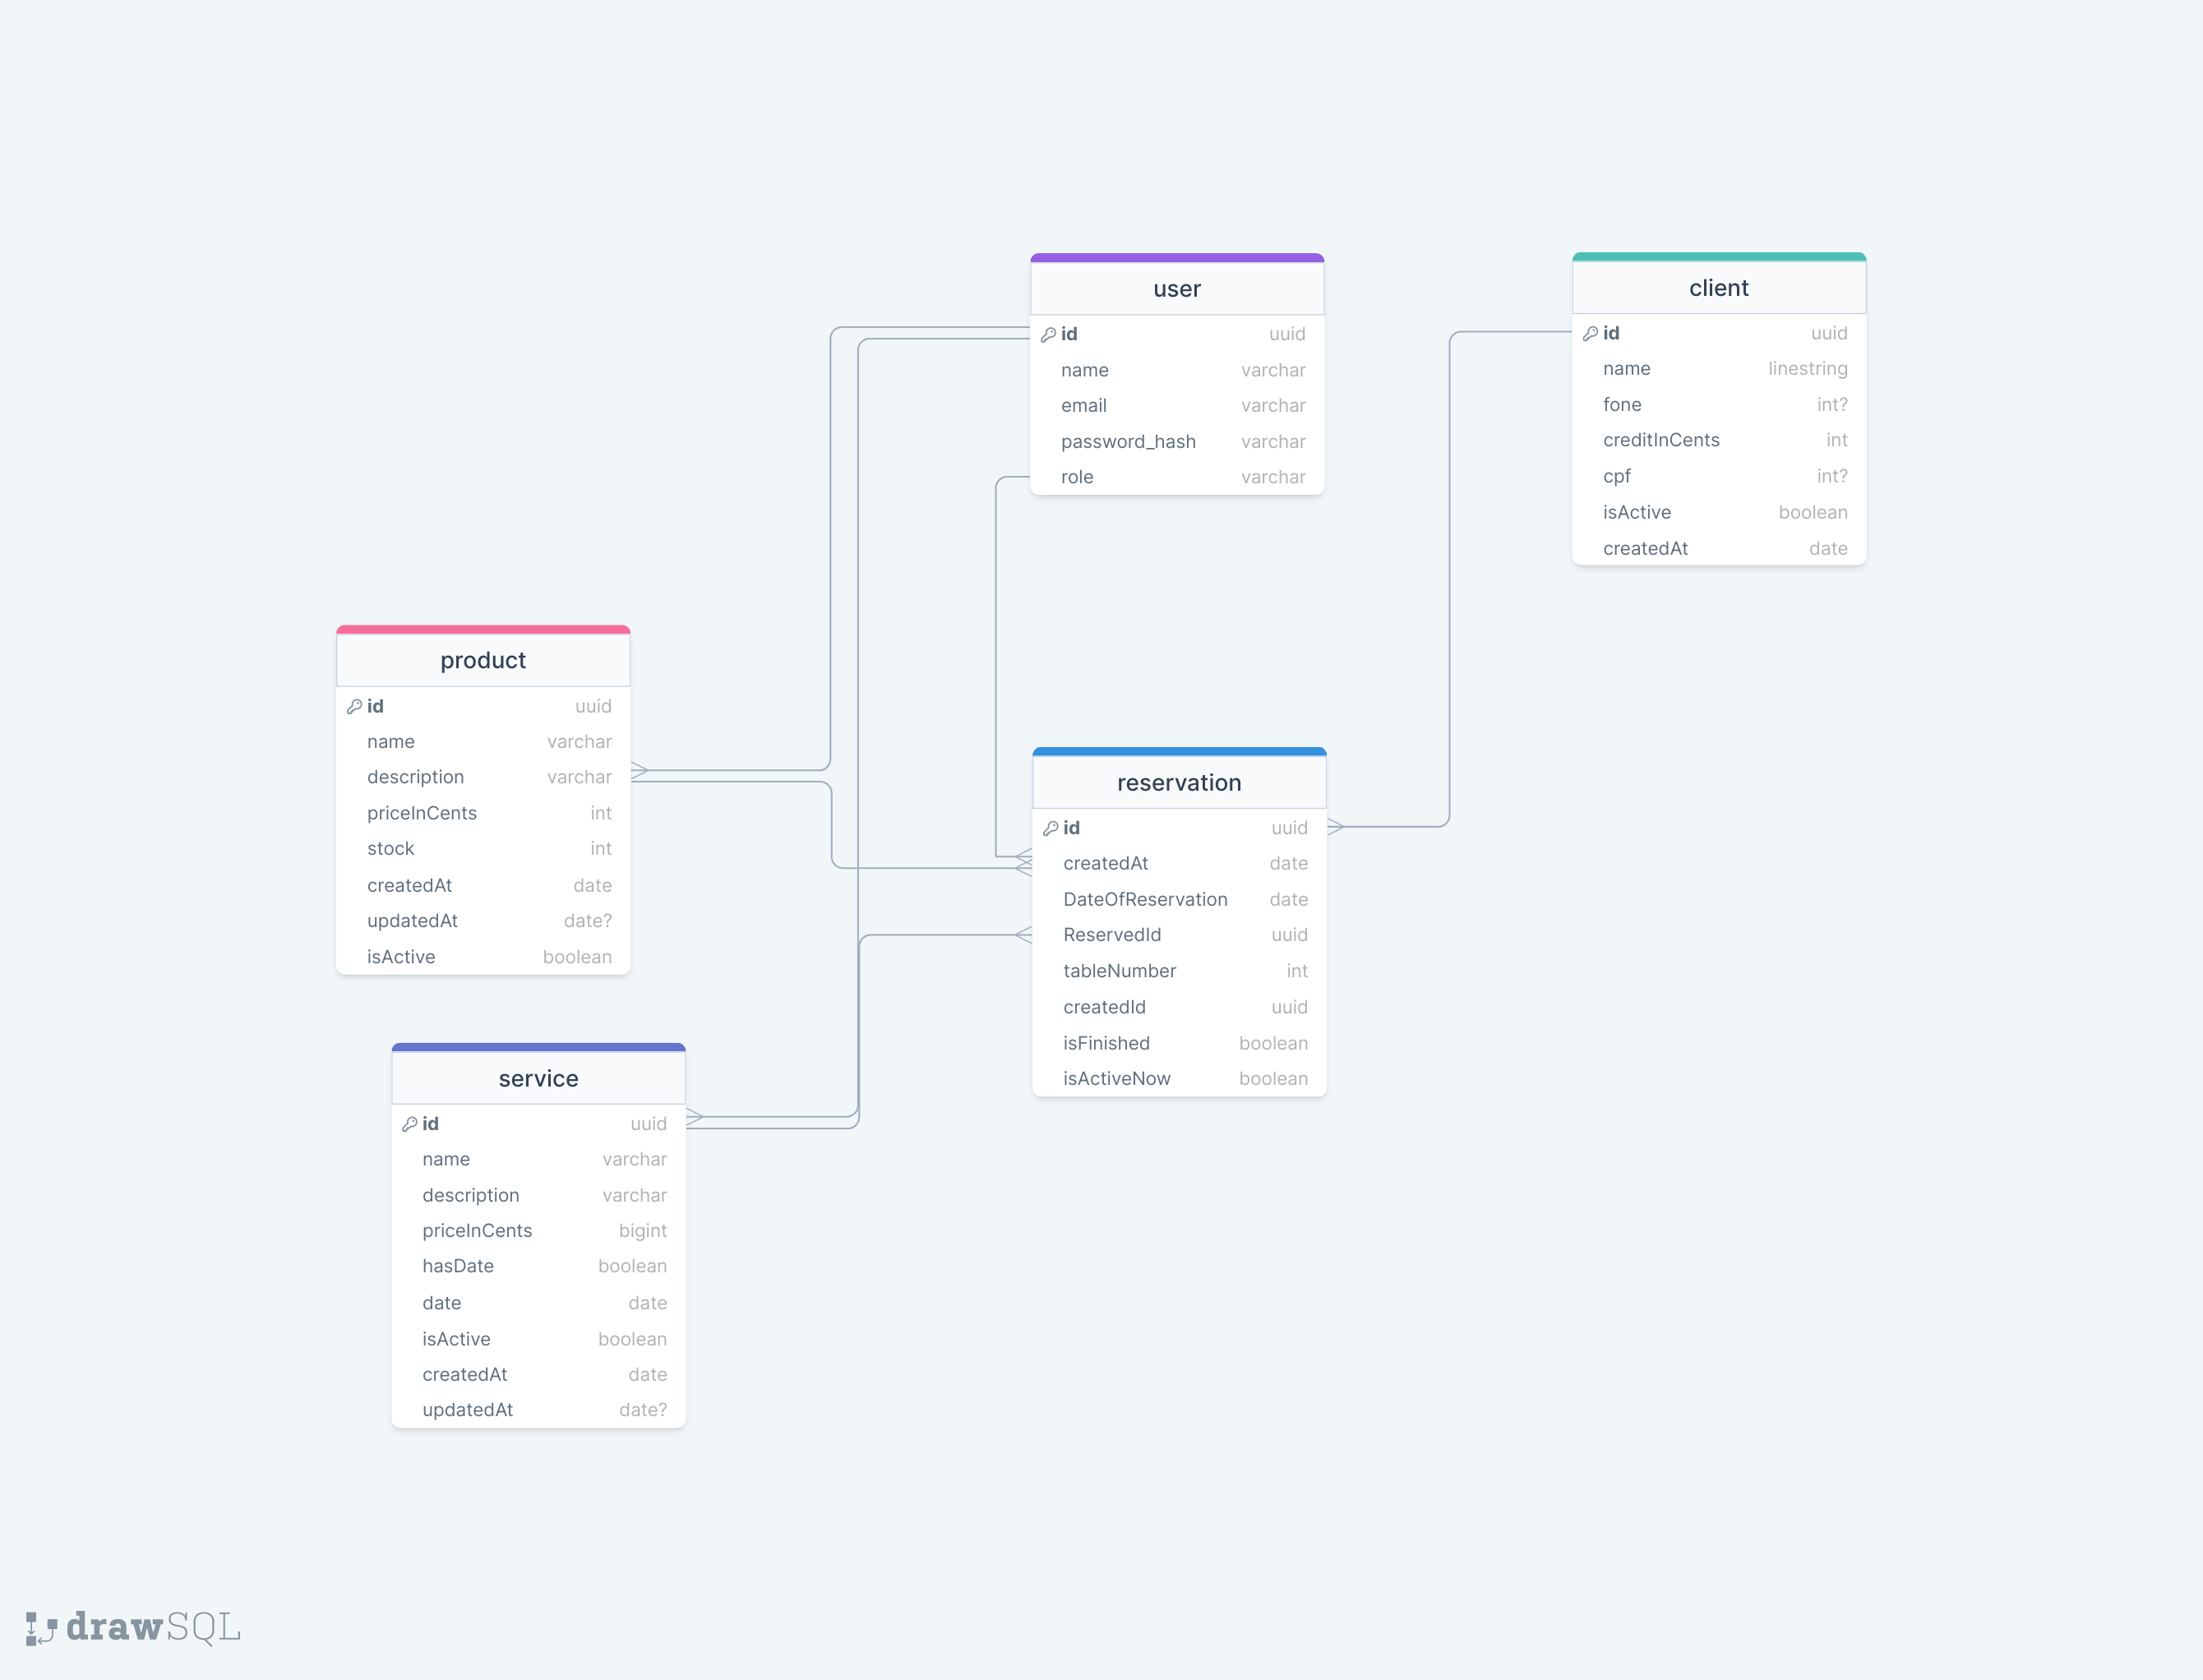 user
id uuid
name varchar
email varchar
password_hash varchar
role varchar
client
id uuid
name linestring
fone int?
creditInCents int
cpf int?
isActive boolean
createdAt date
product
id uuid
name varchar
description varchar
priceInCents int
stock int
createdAt date
updatedAt date?
isActive boolean
reservation
id uuid
createdAt date
DateOfReservation date
ReservedId uuid
tableNumber int
createdId uuid
isFinished boolean
isActiveNow boolean
service
id uuid
name varchar
description varchar
priceInCents bigint
hasDate boolean
date date
isActive boolean
createdAt date
updatedAt date?
drawSQL